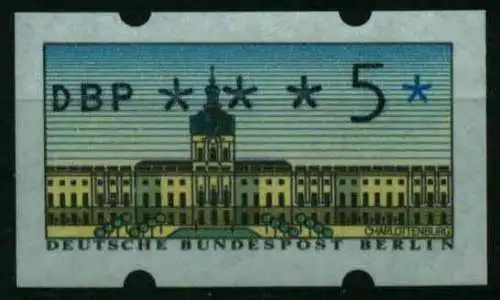 DBP * * * 5 *
CHARLOTTENBURG
DEUTSCHE BUNDESPOST BERLIN